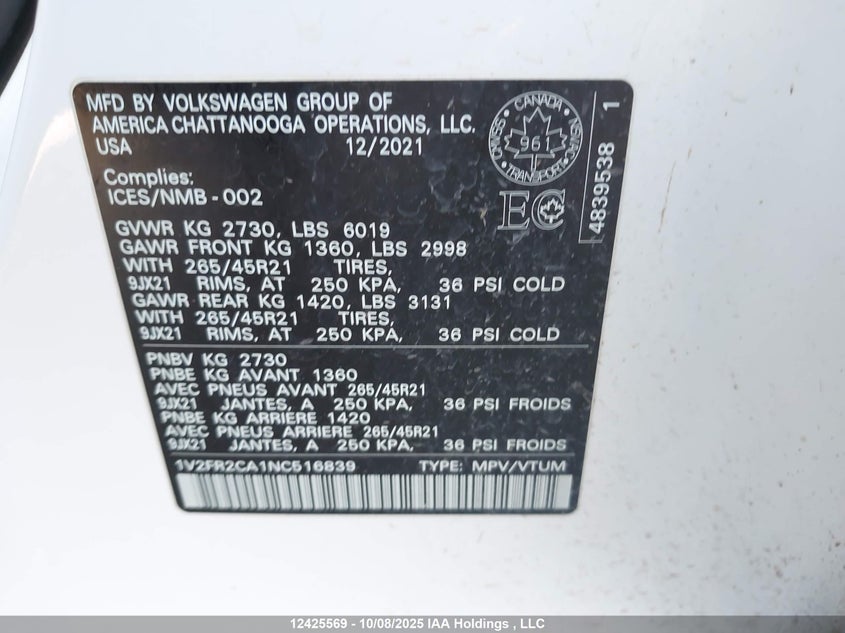 MFD BY VOLKSWAGEN GROUP OF
AMERICA CHATTANOOGA OPERATIONS, LLC.
USA 12/2021
Complies:
ICES/NMB-002
GVWR KG 2730, LBS 6019
GAWR FRONT KG 1360, LBS 2998
WITH 265/45R21 TIRES,
9JX21 RIMS, AT 250 KPA, 36 PSI COLD
GAWR REAR KG 1420, LBS 3131
WITH 265/45R21 TIRES,
9JX21 RIMS, AT 250 KPA, 36 PSI COLD
PNBV KG 2730
PNBE KG AVANT 1360
AVEC PNEUS AVANT 265/45R21
9JX21 JANTES, A 250 KPA, 36 PSI FROIDS
PNBE KG ARRIERE 1420
AVEC PNEUS ARRIERE 265/45R21
9JX21 JANTES, A 250 KPA, 36 PSI FROIDS
1V2FR2CA1NC516839 TYPE: MPV/VTUM
CANADA
961
TRANSPORT
EC
4839538 1
12425569 - 10/08/2025 IAA Holdings , LLC